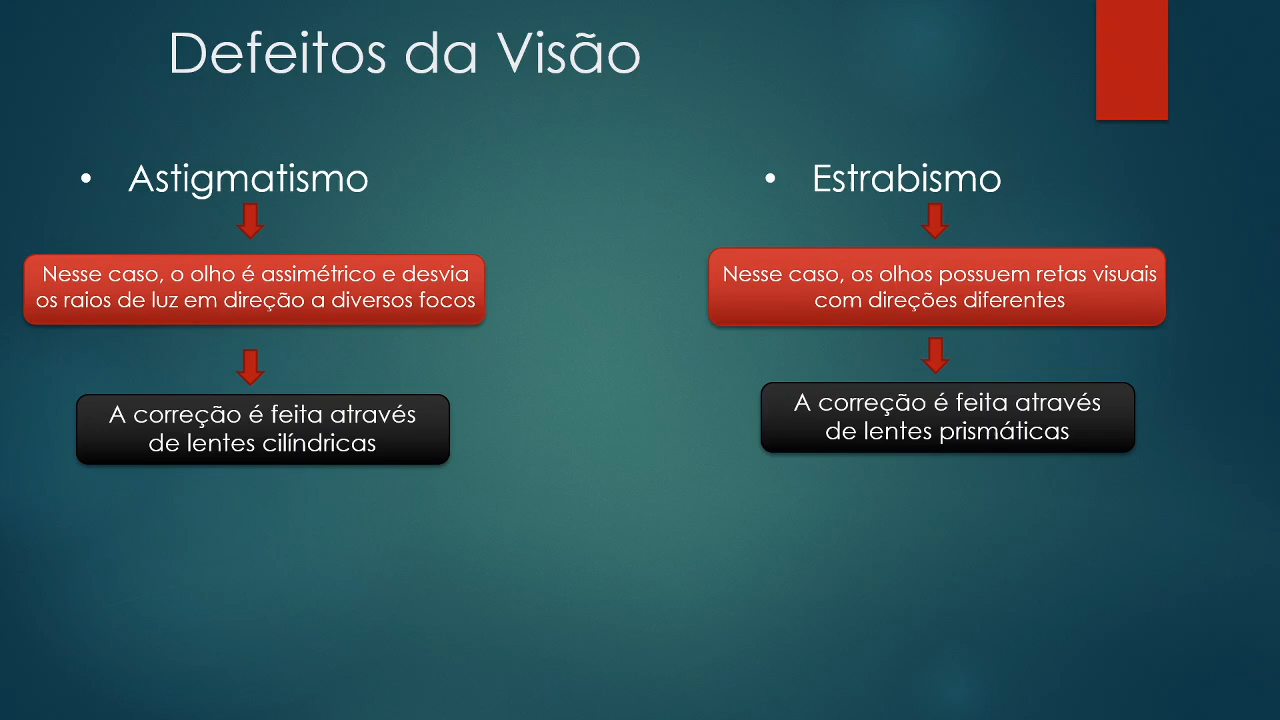 Defeitos da Visão
• Astigmatismo
Nesse caso, o olho é assimétrico e desvia
os raios de luz em direção a diversos focos
A correção é feita através
de lentes cilíndricas
• Estrabismo
Nesse caso, os olhos possuem retas visuais
com direções diferentes
A correção é feita através
de lentes prismáticas